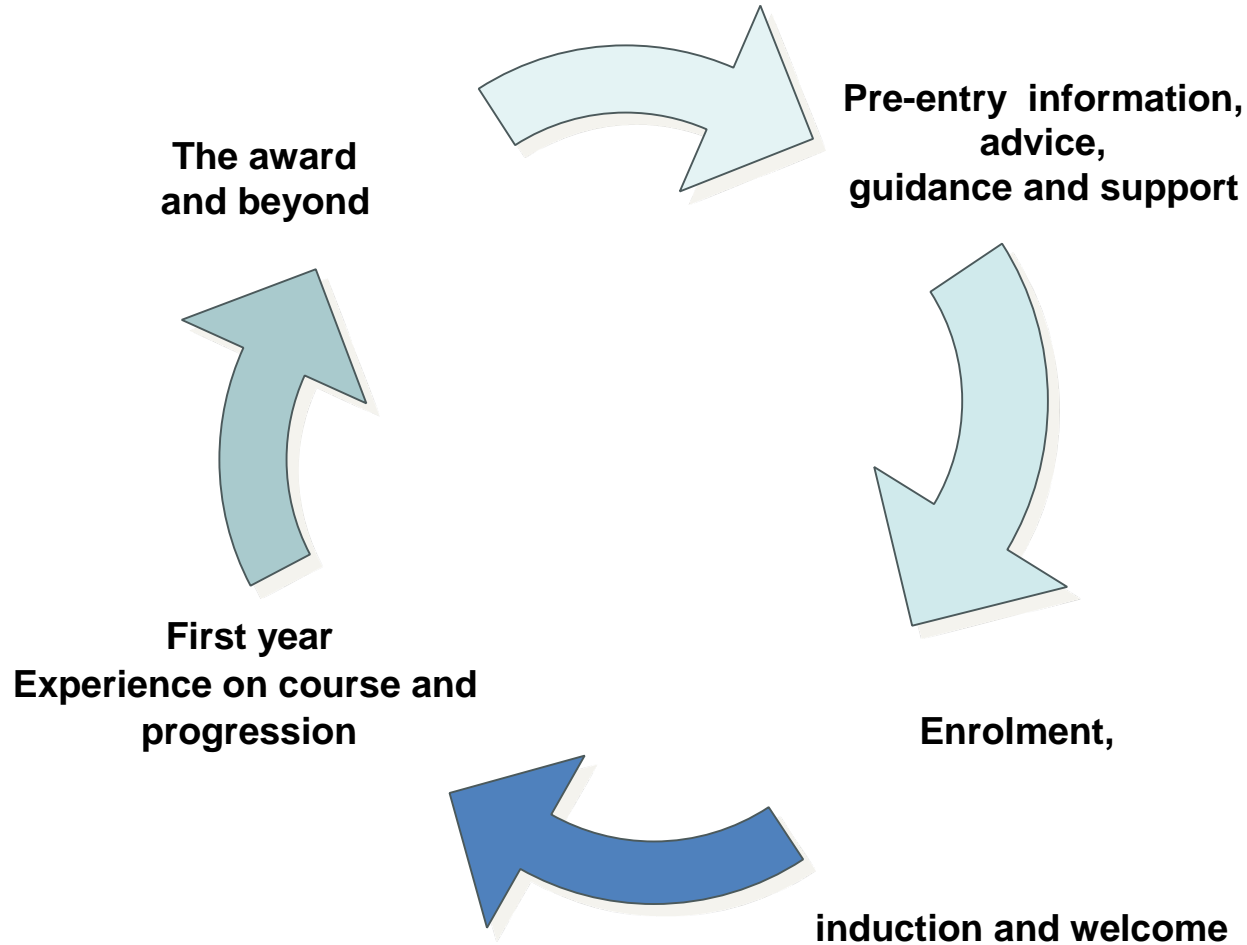 The award
and beyond
Pre-entry information,
advice,
guidance and support
First year
Experience on course and
progression
Enrolment,
induction and welcome